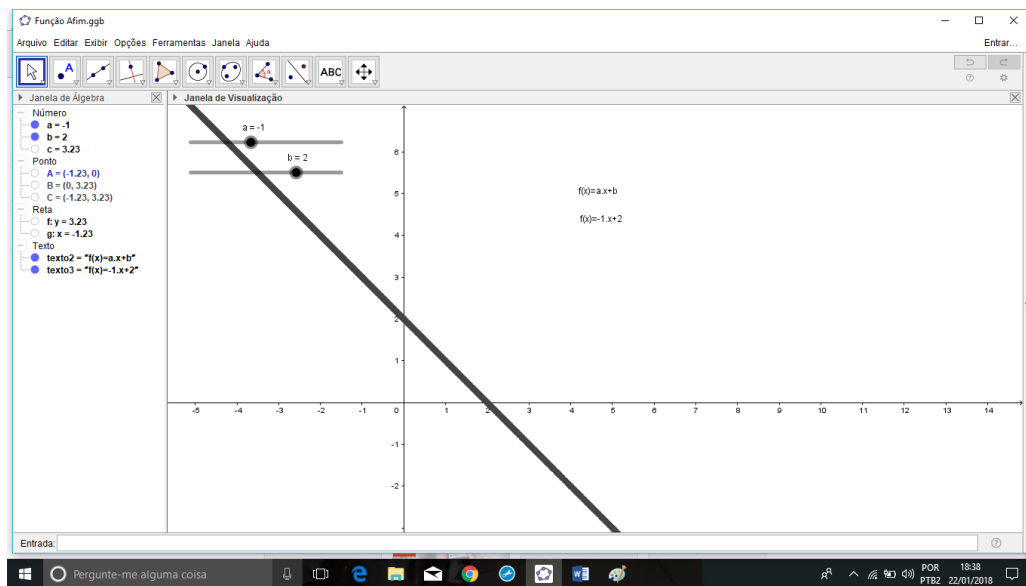 Função Afim.ggb
Arquivo Editar Exibir Opções Ferramentas Janela Ajuda
Entrar...
ABC
Janela de Álgebra
Janela de Visualização
Número
a = -1
b = 2
c = 3.23
Ponto
A = (-1.23, 0)
B = (0, 3.23)
C = (-1.23, 3.23)
Reta
f: y = 3.23
g: x = -1.23
Texto
texto2 = "f(x)=a.x+b"
texto3 = "f(x)=-1.x+2"
a = -1
b = 2
f(x)=a.x+b
f(x)=-1.x+2
6
5
4
3
2
1
-1
-2
-5 -4 -3 -2 -1 0 1 2 3 4 5 6 7 8 9 10 11 12 13 14
Entrada:
Pergunte-me alguma coisa
POR 18:38
PTB2 22/01/2018